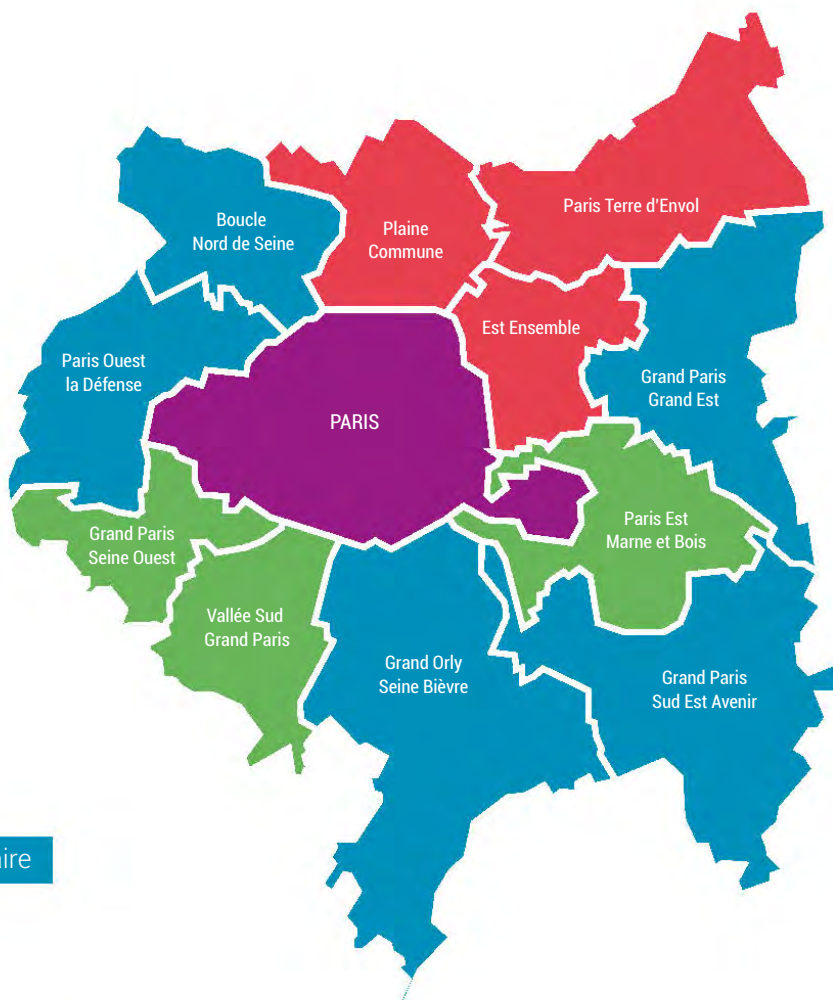 Paris Terre d'Envol
Boucle
Nord de Seine
Plaine
Commune
Est Ensemble
Paris Ouest
la Défense
Grand Paris
Grand Est
PARIS
Grand Paris
Seine Ouest
Paris Est
Marne et Bois
Vallée Sud
Grand Paris
Grand Orly
Seine Bièvre
Grand Paris
Sud Est Avenir